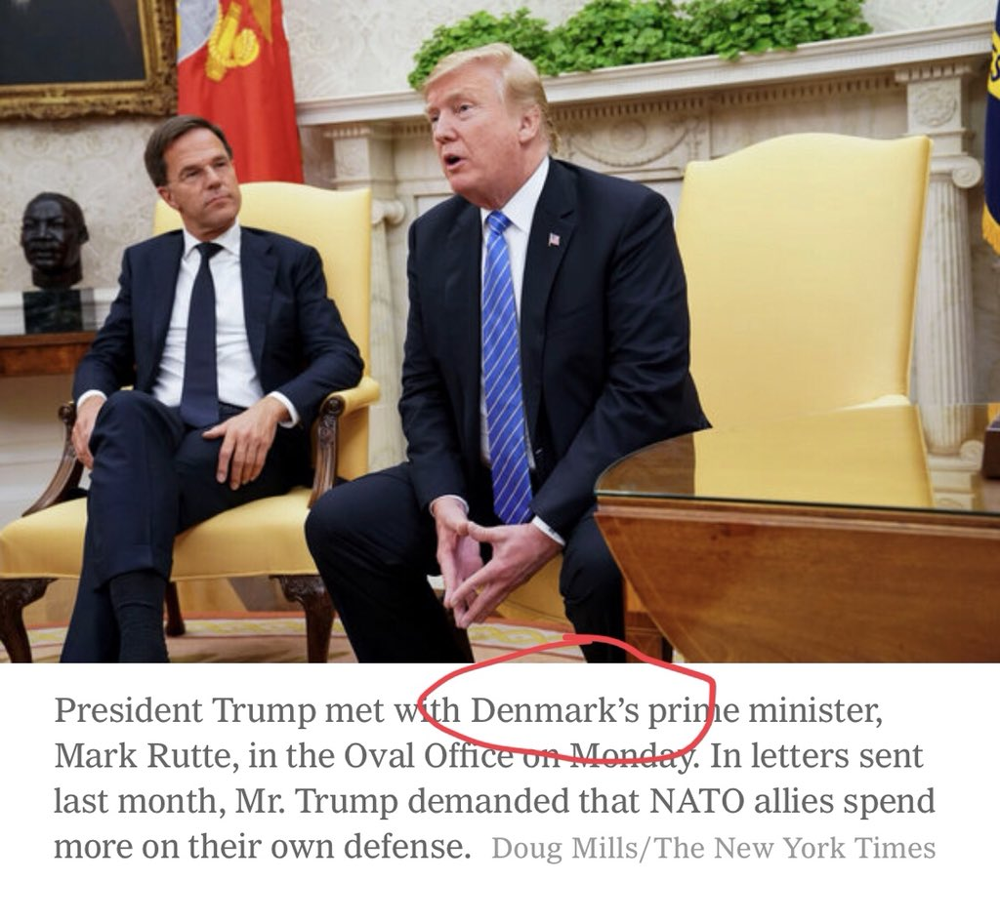 President Trump met with Denmark’s prime minister,
Mark Rutte, in the Oval Office on Monday. In letters sent
last month, Mr. Trump demanded that NATO allies spend
more on their own defense. Doug Mills/The New York Times